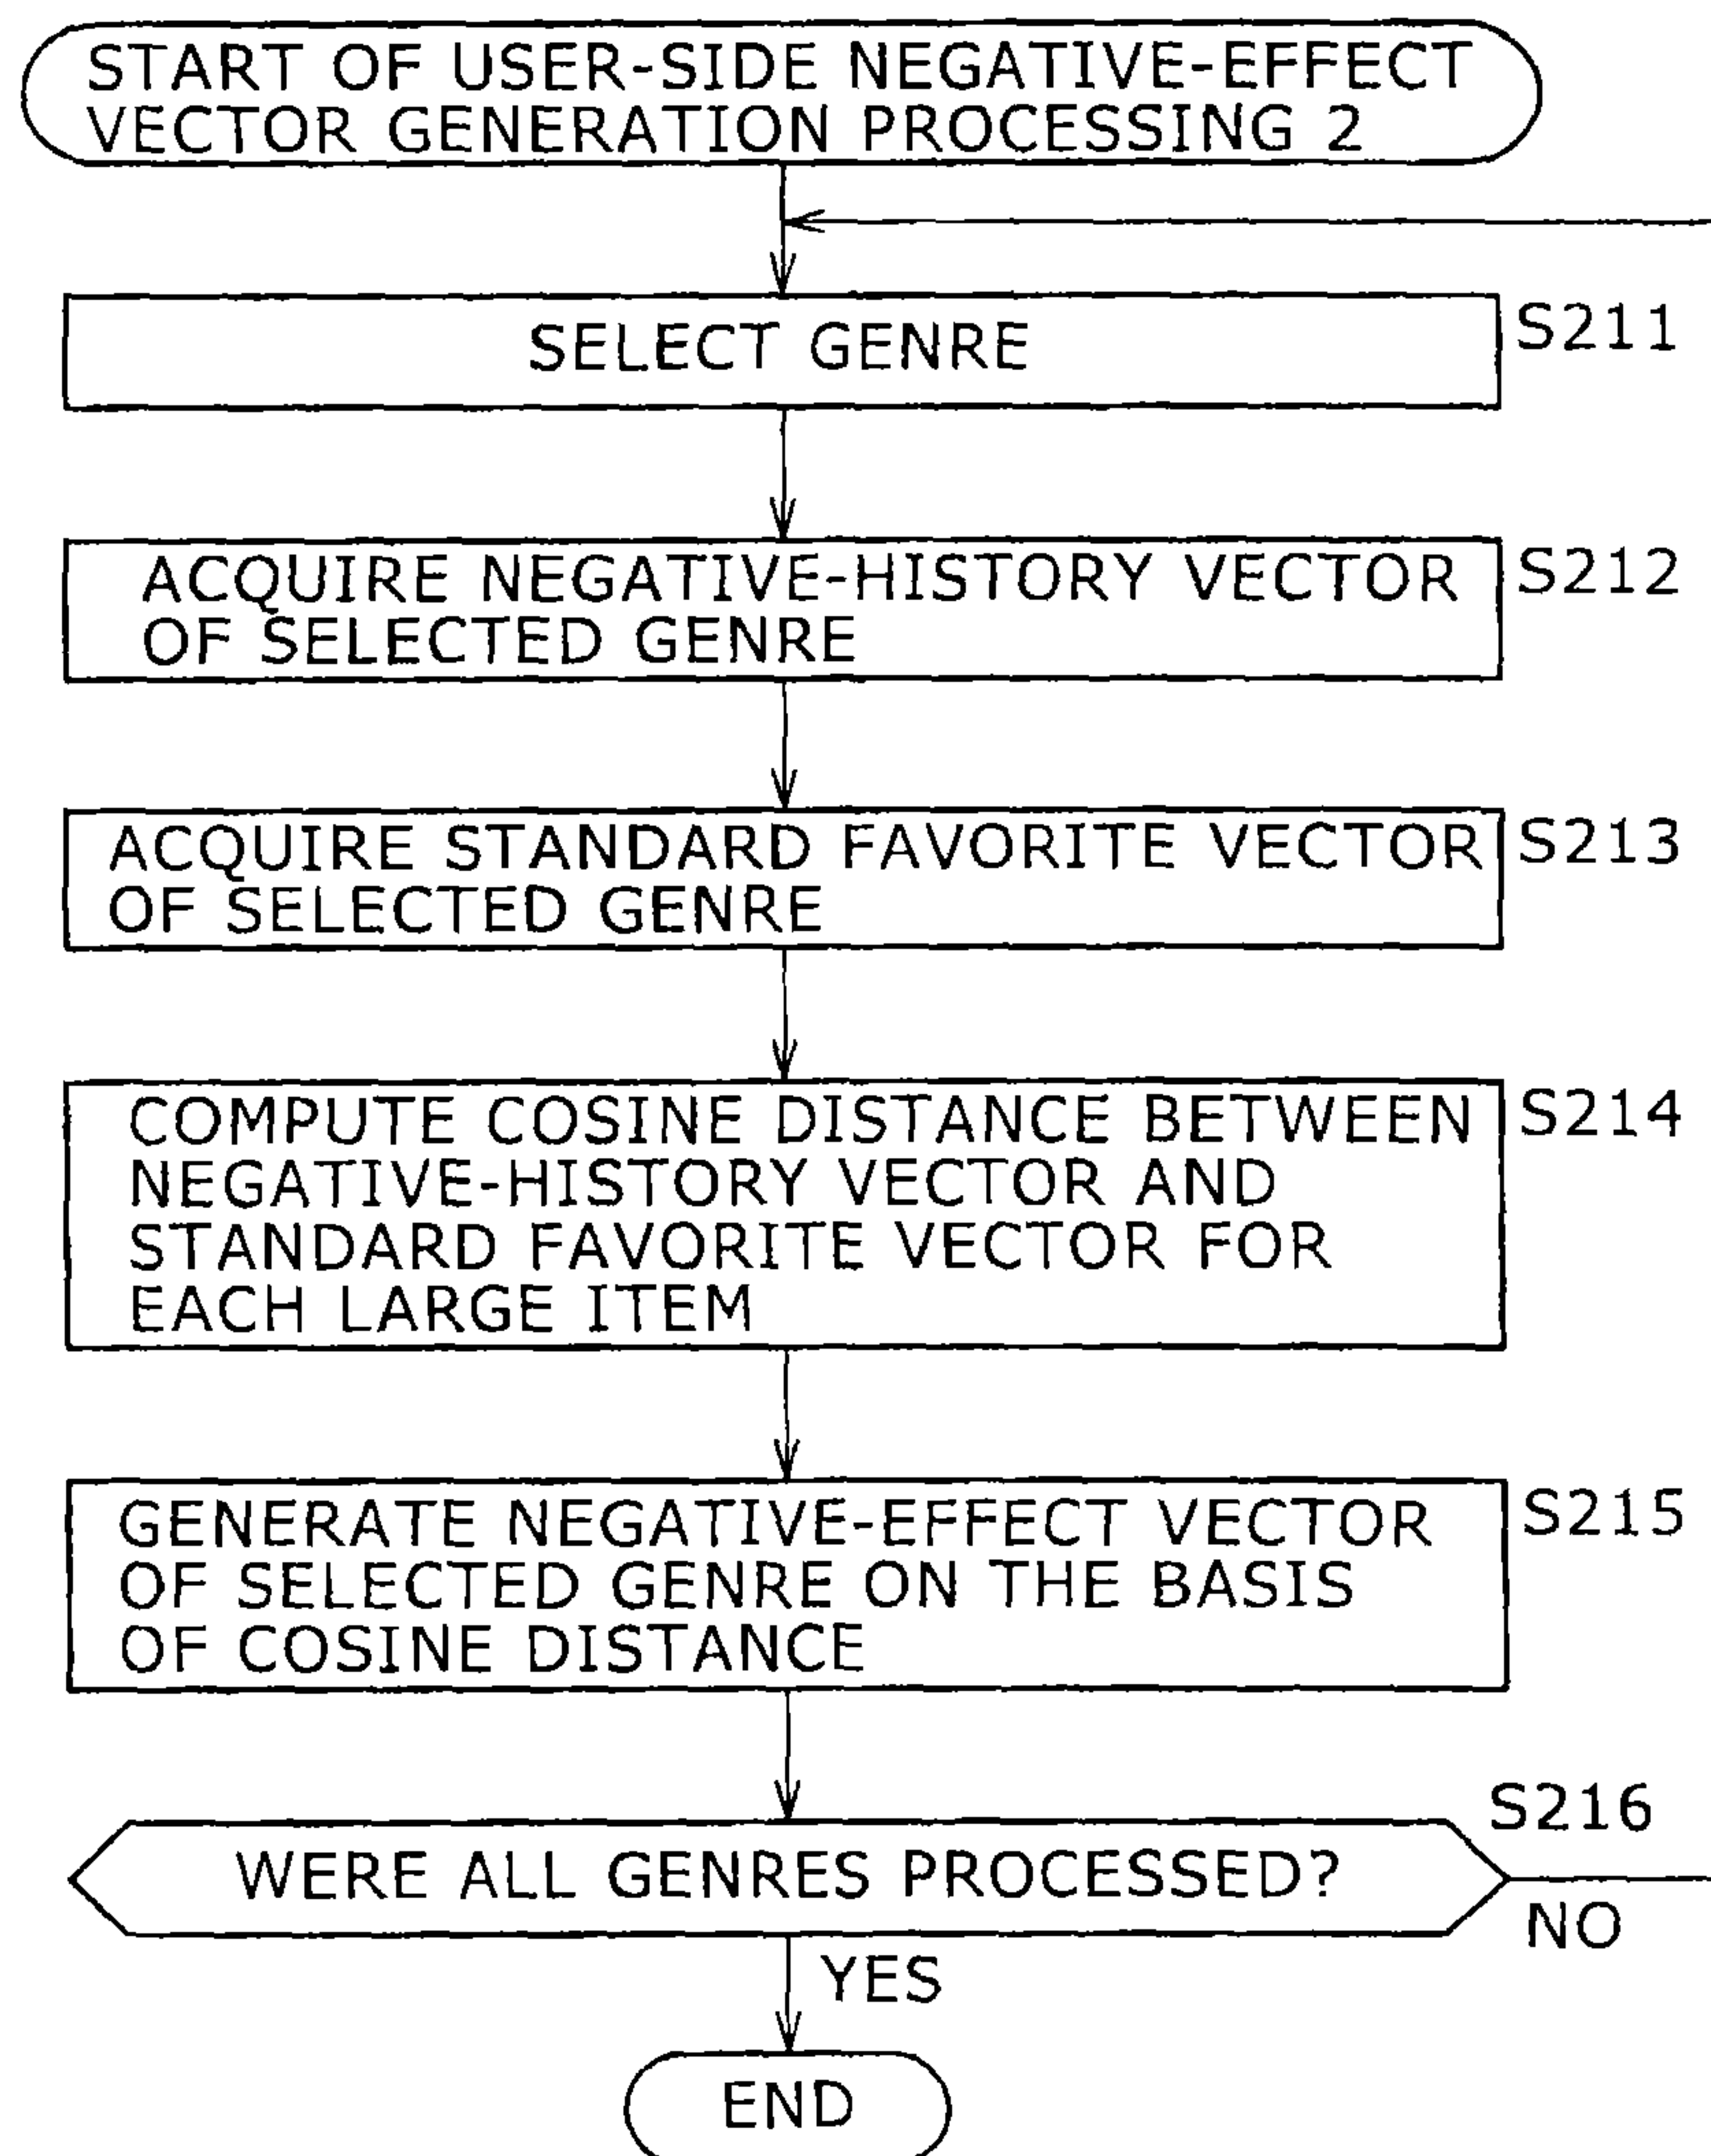 START OF USER-SIDE NEGATIVE-EFFECT
VECTOR GENERATION PROCESSING 2
SELECT GENRE
S211
ACQUIRE NEGATIVE-HISTORY VECTOR
OF SELECTED GENRE
S212
ACQUIRE STANDARD FAVORITE VECTOR
OF SELECTED GENRE
S213
COMPUTE COSINE DISTANCE BETWEEN
NEGATIVE-HISTORY VECTOR AND
STANDARD FAVORITE VECTOR FOR
EACH LARGE ITEM
S214
GENERATE NEGATIVE-EFFECT VECTOR
OF SELECTED GENRE ON THE BASIS
OF COSINE DISTANCE
S215
S216
WERE ALL GENRES PROCESSED?
NO
YES
END